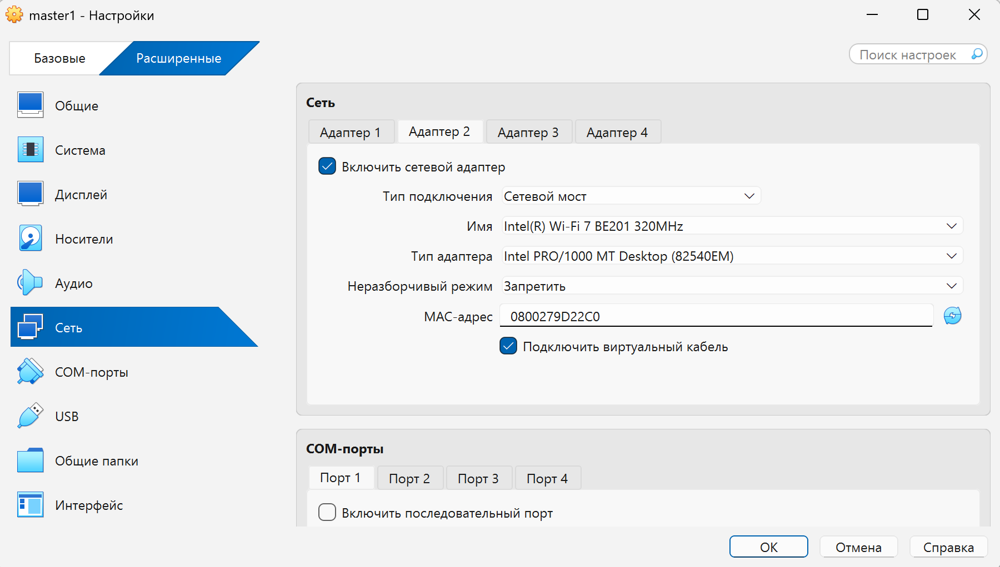 master1 - Настройки
Базовые
Расширенные
Поиск настроек
Общие
Система
Дисплей
Носители
Аудио
Сеть
COM-порты
USB
Общие папки
Интерфейс
Сеть
Адаптер 1
Адаптер 2
Адаптер 3
Адаптер 4
Включить сетевой адаптер
Тип подключения
Сетевой мост
Имя
Intel(R) Wi-Fi 7 BE201 320MHz
Тип адаптера
Intel PRO/1000 MT Desktop (82540EM)
Неразборчивый режим
Запретить
MAC-адрес
0800279D22C0
Подключить виртуальный кабель
COM-порты
Порт 1
Порт 2
Порт 3
Порт 4
Включить последовательный порт
OK
Отмена
Справка